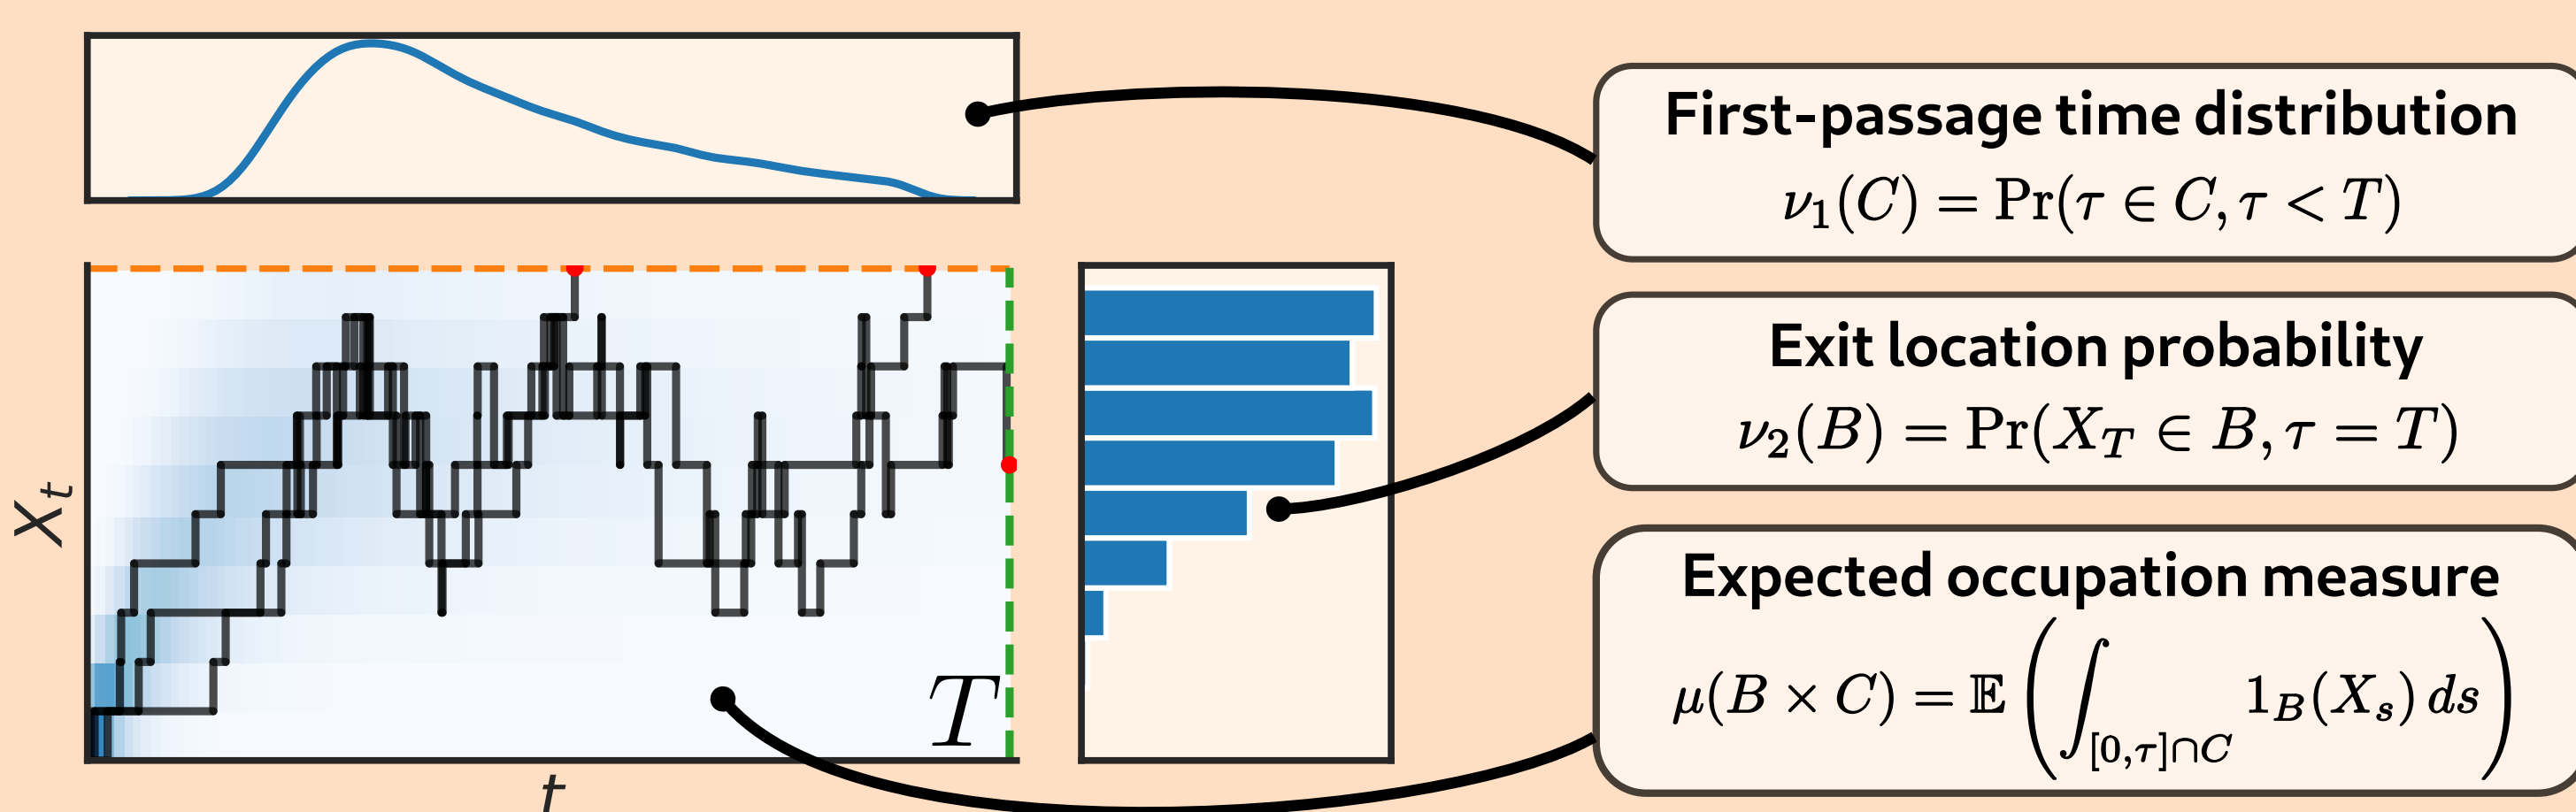 First-passage time distribution
ν₁(C) = Pr(τ ∈ C, τ < T)
Exit location probability
ν₂(B) = Pr(X_T ∈ B, τ = T)
Expected occupation measure
μ(B × C) = 𝔼 (∫_{[0,τ]∩C} 1_B(X_s) ds)
X_t
T
t